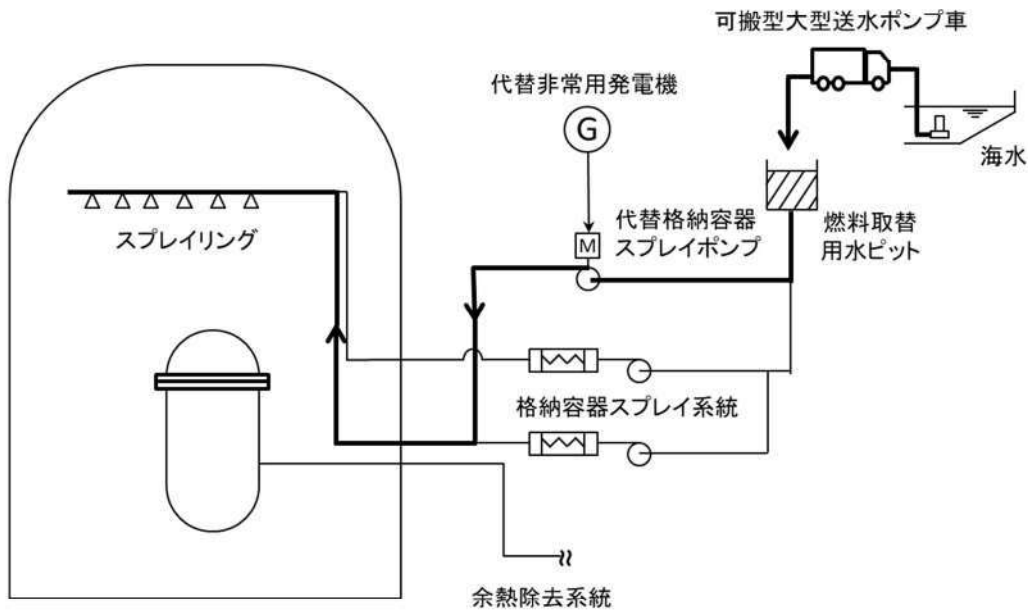 可搬型大型送水ポンプ車
代替非常用発電機
G
海水
代替格納容器
スプレイポンプ
M
燃料取替
用水ピット
スプレイリング
格納容器スプレイ系統
余熱除去系統